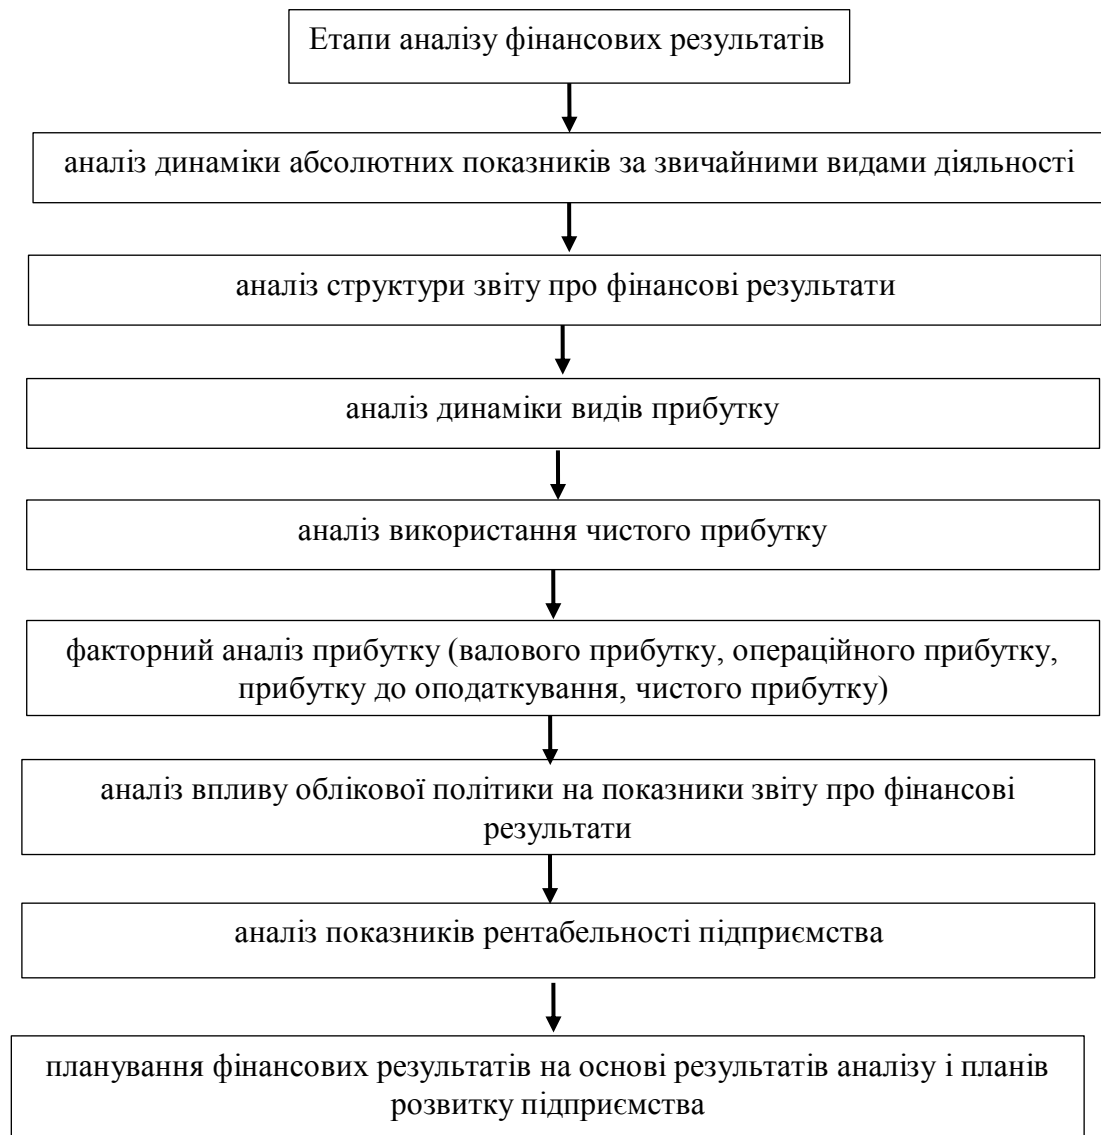 Етапи аналізу фінансових результатів
аналіз динаміки абсолютних показників за звичайними видами діяльності
аналіз структури звіту про фінансові результати
аналіз динаміки видів прибутку
аналіз використання чистого прибутку
факторний аналіз прибутку (валового прибутку, операційного прибутку,
прибутку до оподаткування, чистого прибутку)
аналіз впливу облікової політики на показники звіту про фінансові
результати
аналіз показників рентабельності підприємства
планування фінансових результатів на основі результатів аналізу і планів
розвитку підприємства